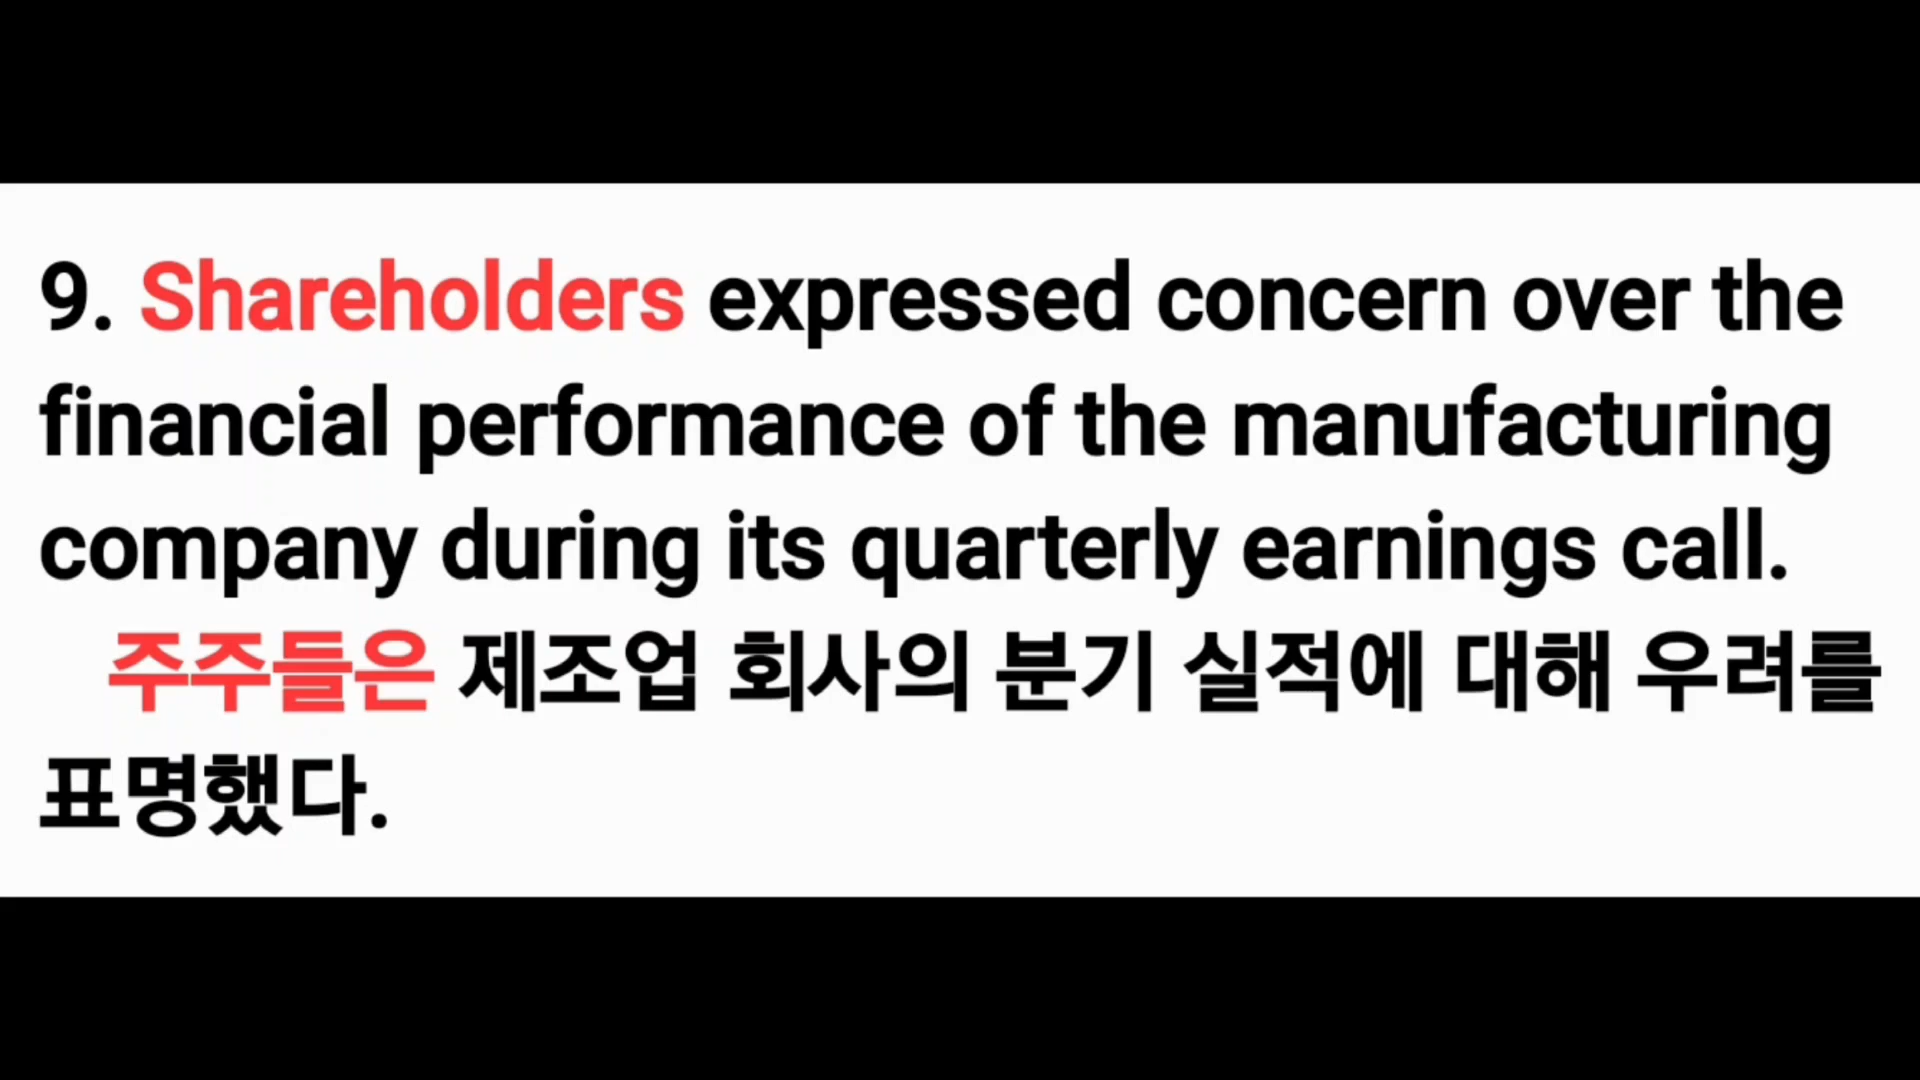 9. Shareholders expressed concern over the
financial performance of the manufacturing
company during its quarterly earnings call.
주주들은 제조업 회사의 분기 실적에 대해 우려를
표명했다.